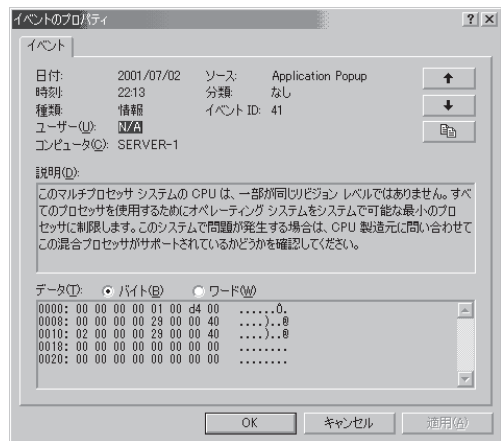 イベントのプロパティ
イベント
日付: 2001/07/02 ソース: Application Popup
時刻: 22:13 分類: なし
種類: 情報 イベント ID: 41
ユーザー(U): N/A
コンピュータ(C): SERVER-1
説明(D):
このマルチプロセッサ システムの CPU は、一部が同じリビジョン レベルではありません。すべ
てのプロセッサを使用するためにオペレーティング システムをシステムで可能な最小のプロ
セッサに制限します。このシステムで問題が発生する場合は、CPU 製造元に問い合わせて
この混合プロセッサがサポートされているかどうかを確認してください。
データ(T): バイト(B) ワード(W)
0000: 00 00 00 00 01 00 d4 00 ......Ô.
0008: 00 00 00 00 29 00 00 40 ....)..@
0010: 02 00 00 00 29 00 00 40 ....)..@
0018: 00 00 00 00 00 00 00 00 ........
0020: 00 00 00 00 00 00 00 00 ........
OK キャンセル 適用(A)